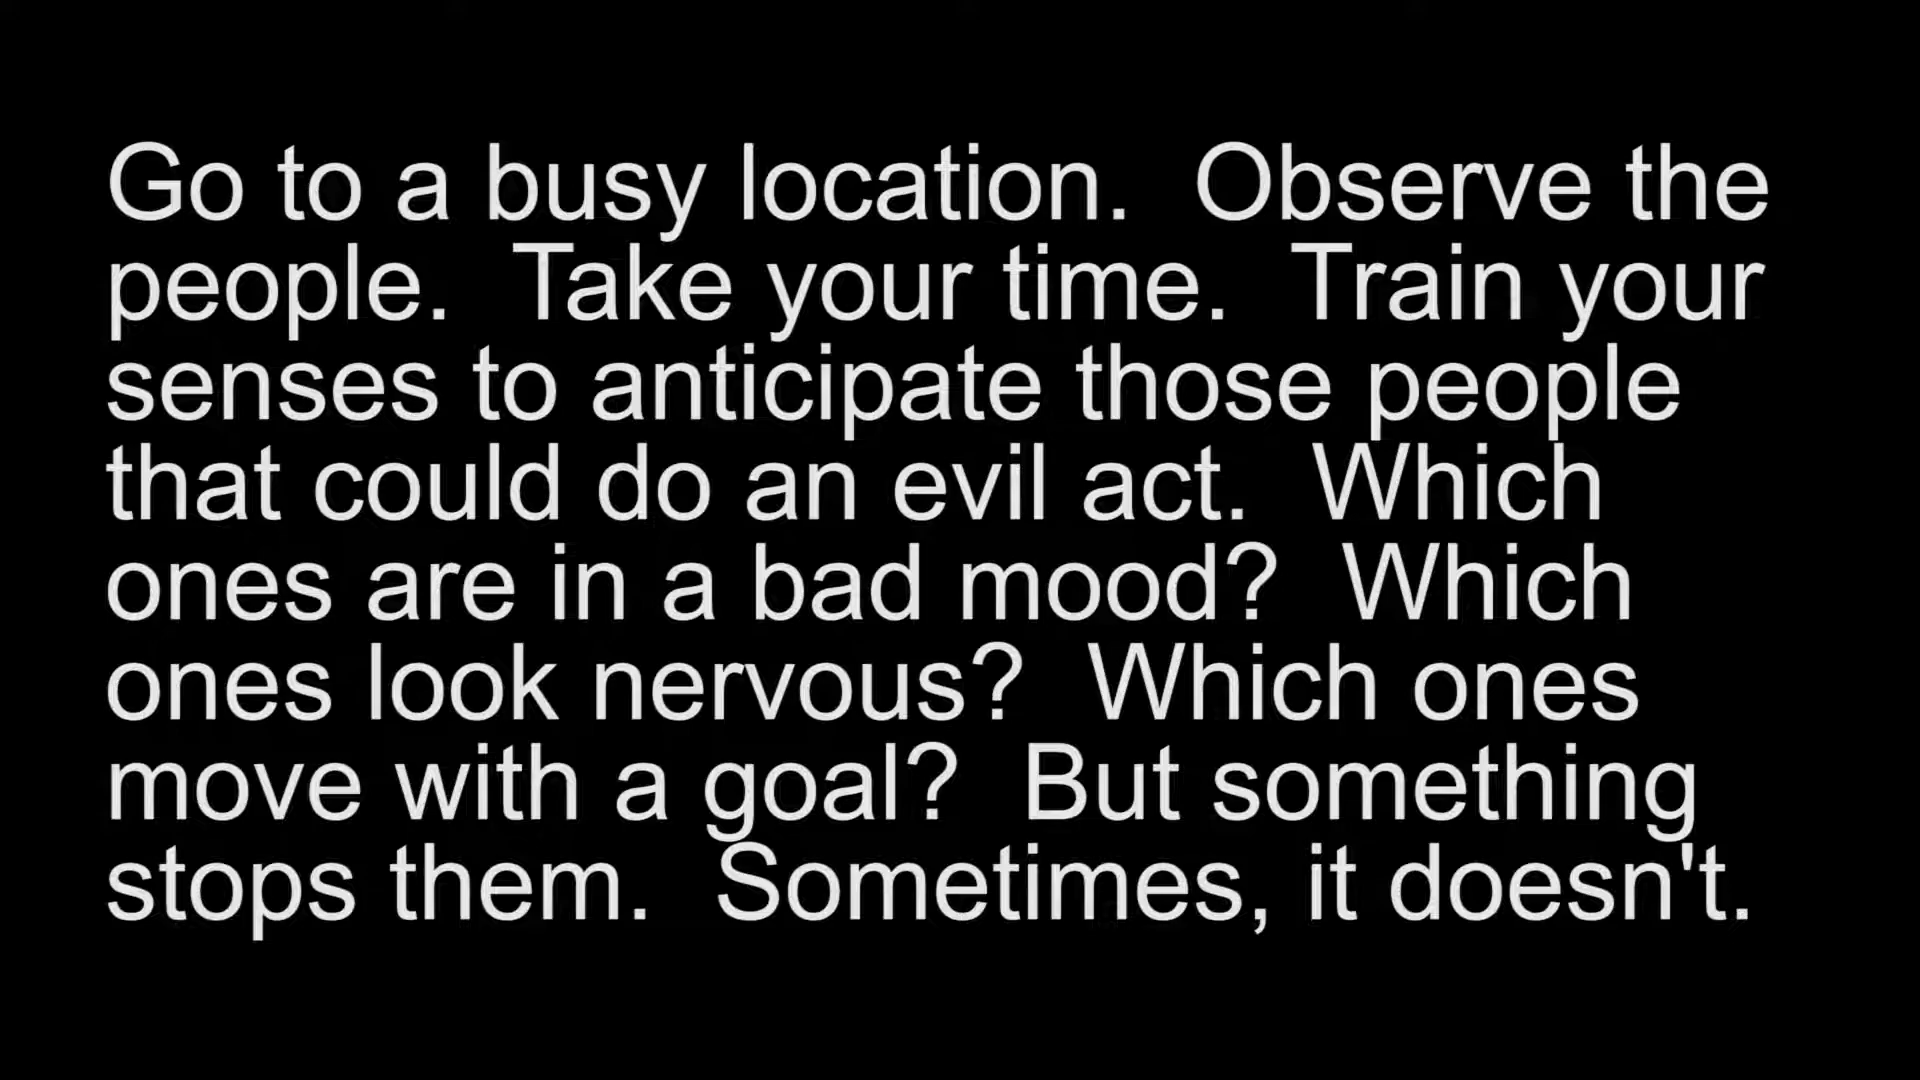 Go to a busy location.  Observe the
people.  Take your time.  Train your
senses to anticipate those people
that could do an evil act.  Which
ones are in a bad mood?  Which
ones look nervous?  Which ones
move with a goal?  But something
stops them.  Sometimes, it doesn't.